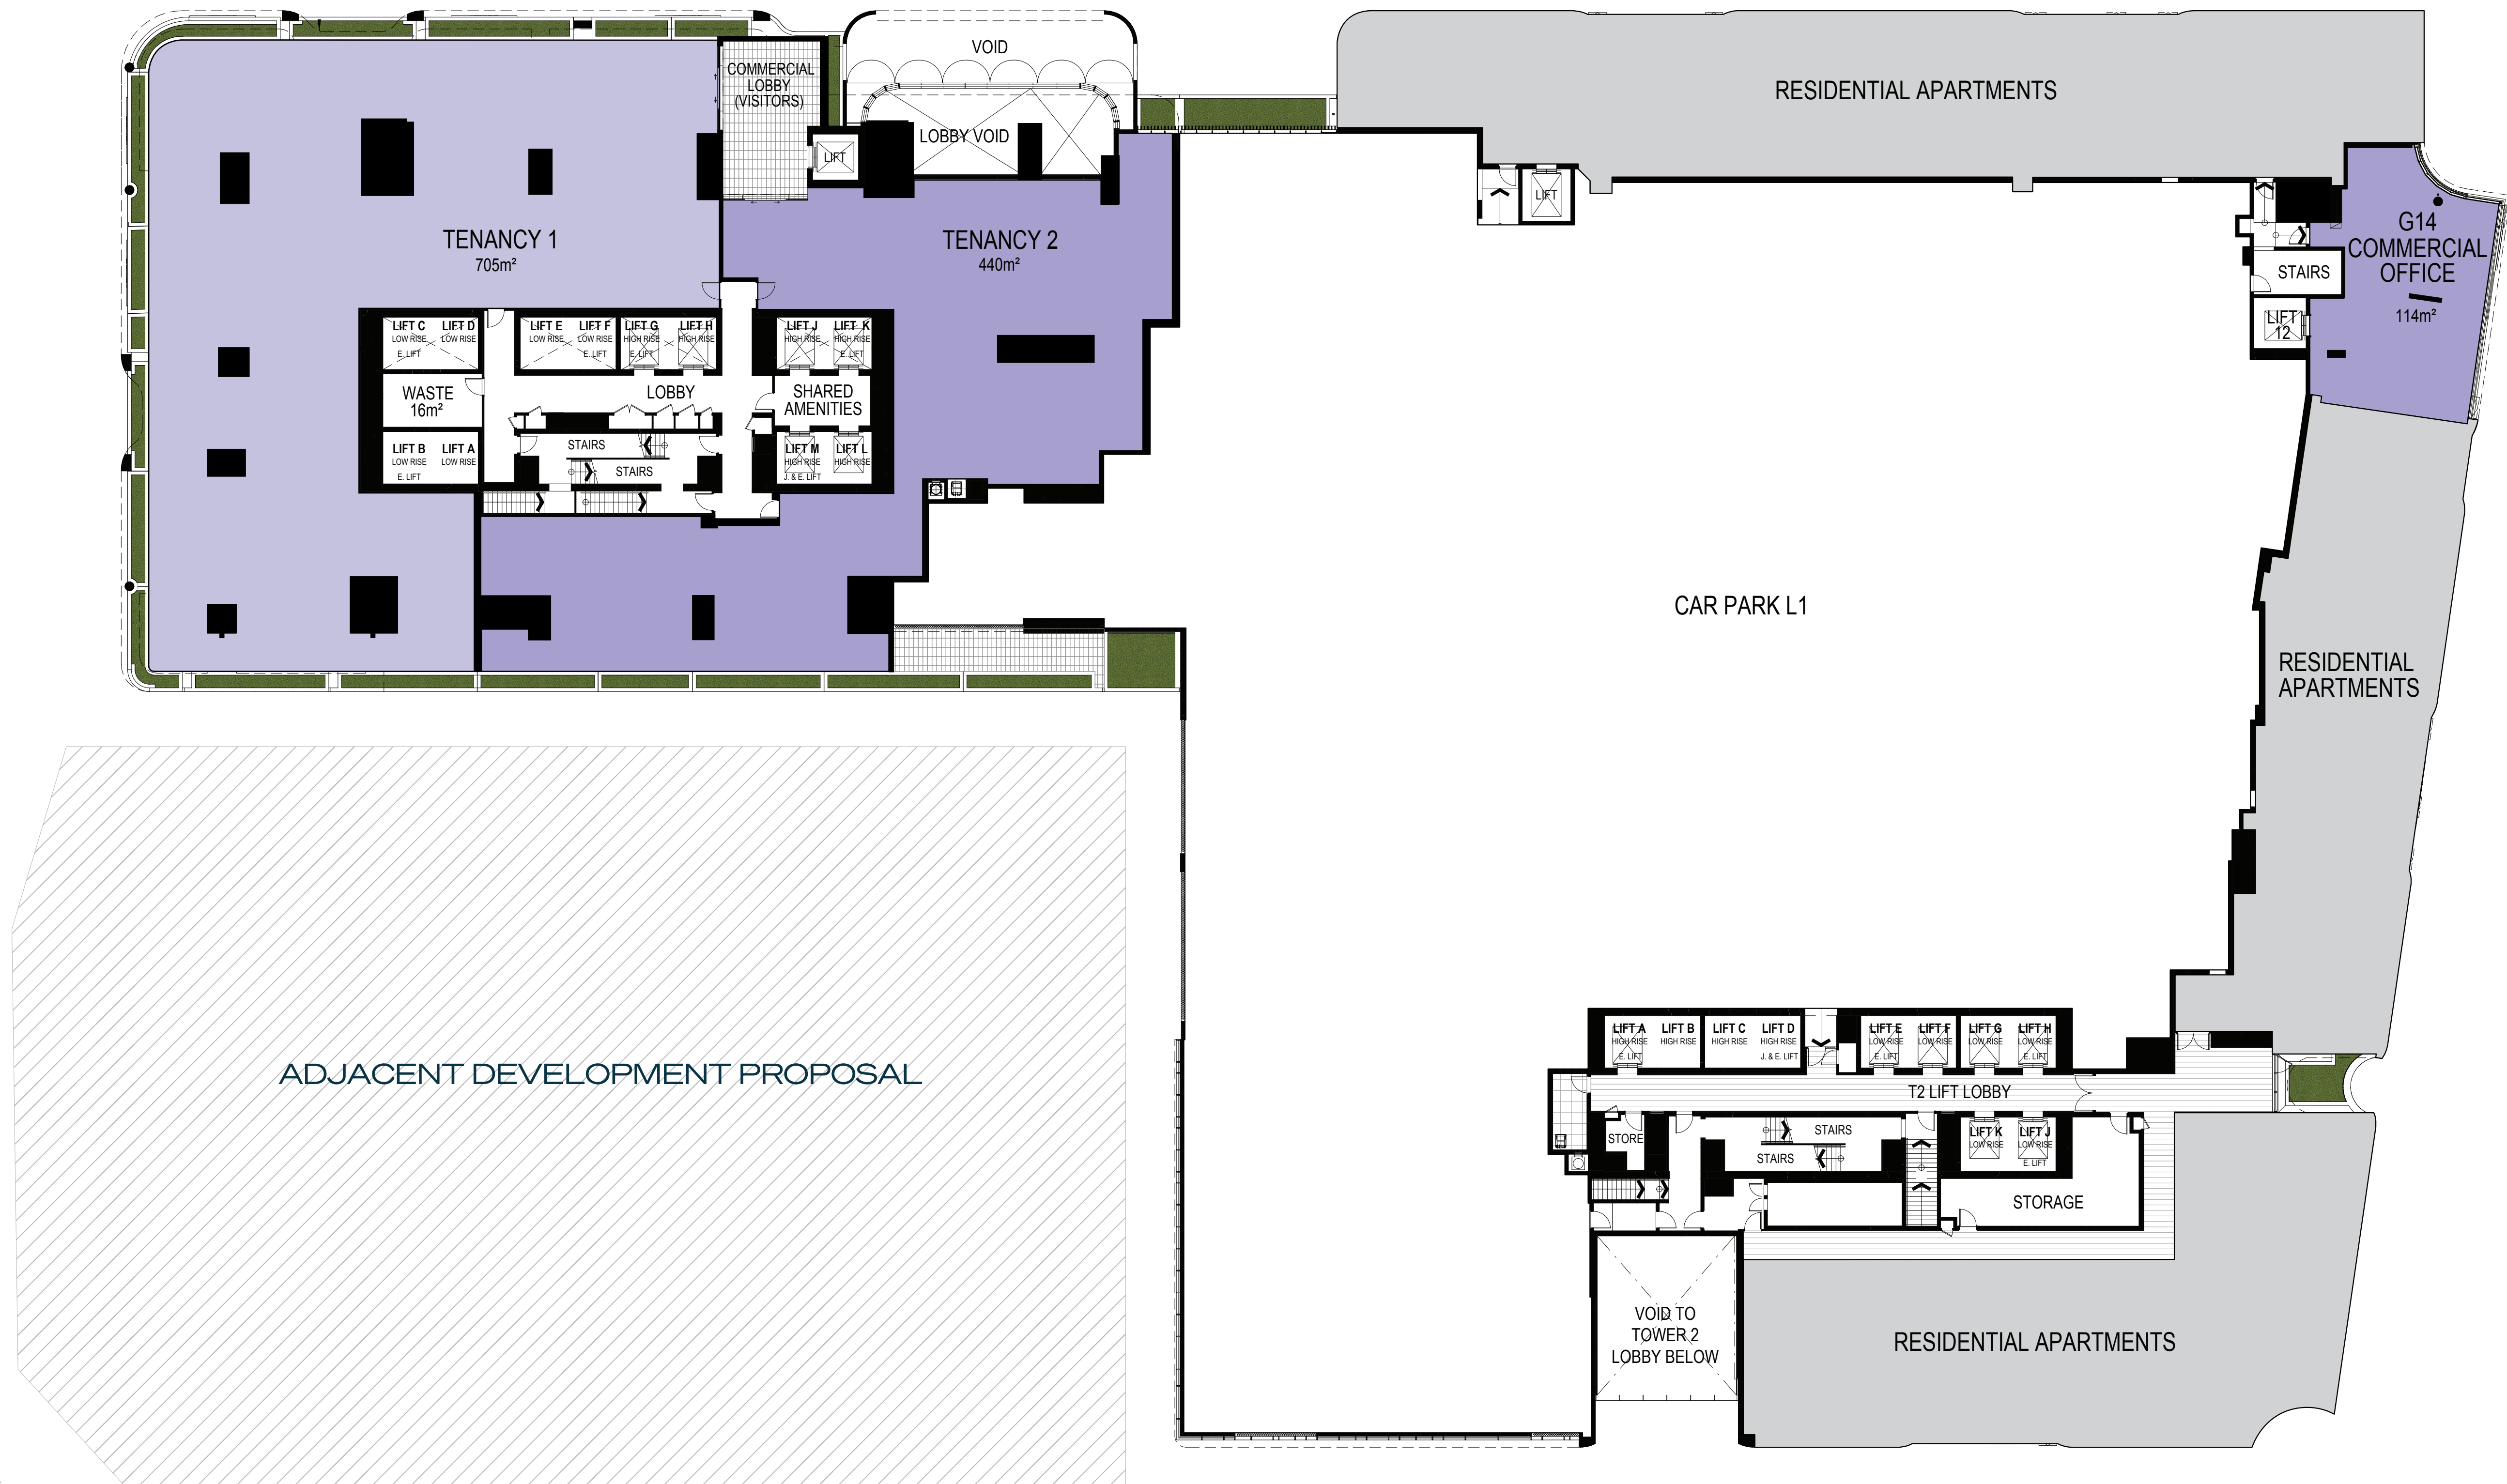 VOID
COMMERCIAL
LOBBY
(VISITORS)
LOBBY VOID
LIFT
RESIDENTIAL APARTMENTS
LIFT
TENANCY 1
705m²
TENANCY 2
440m²
G14
COMMERCIAL
OFFICE
114m²
STAIRS
LIFT
12
LIFT C
LOW RISE
E. LIFT
LIFT D
LOW RISE
LIFT E
LOW RISE
LIFT F
LOW RISE
E. LIFT
LIFT G
HIGH RISE
E. LIFT
LIFT H
HIGH RISE
LIFT J
HIGH RISE
LIFT K
HIGH RISE
E. LIFT
WASTE
16m²
LOBBY
SHARED
AMENITIES
LIFT B
LOW RISE
E. LIFT
LIFT A
LOW RISE
STAIRS
STAIRS
LIFT M
HIGH RISE
J. & E. LIFT
LIFT L
HIGH RISE
CAR PARK L1
RESIDENTIAL
APARTMENTS
ADJACENT DEVELOPMENT PROPOSAL
LIFT A
HIGH RISE
E. LIFT
LIFT B
HIGH RISE
LIFT C
HIGH RISE
LIFT D
HIGH RISE
J. & E. LIFT
LIFT E
LOW RISE
E. LIFT
LIFT F
LOW RISE
LIFT G
LOW RISE
LIFT H
LOW RISE
E. LIFT
T2 LIFT LOBBY
STORE
STAIRS
STAIRS
LIFT K
LOW RISE
LIFT J
LOW RISE
E. LIFT
STORAGE
VOID TO
TOWER 2
LOBBY BELOW
RESIDENTIAL APARTMENTS